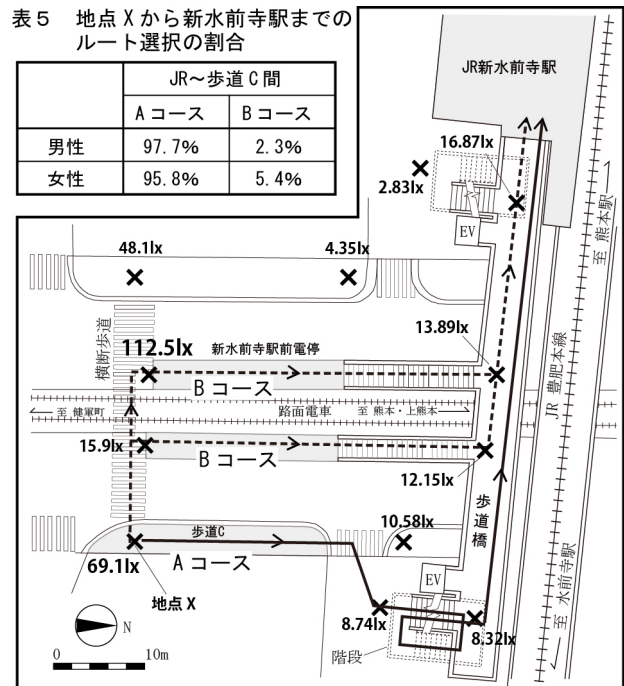 表5 地点Xから新水前寺駅までの
ルート選択の割合
JR～歩道C間
Aコース Bコース
男性 97.7% 2.3%
女性 95.8% 5.4%
JR新水前寺駅
16.87lx
2.83lx
EV
至 熊本駅
48.1lx
4.35lx
横断歩道
13.89lx
112.5lx
新水前寺駅前電停
Bコース
JR 豊肥本線
至 健軍町
路面電車
至 熊本・上熊本
15.9lx
Bコース
12.15lx
歩道橋
歩道C
10.58lx
69.1lx
Aコース
地点X
EV
至 水前寺駅
8.74lx
8.32lx
N
階段
0 10m